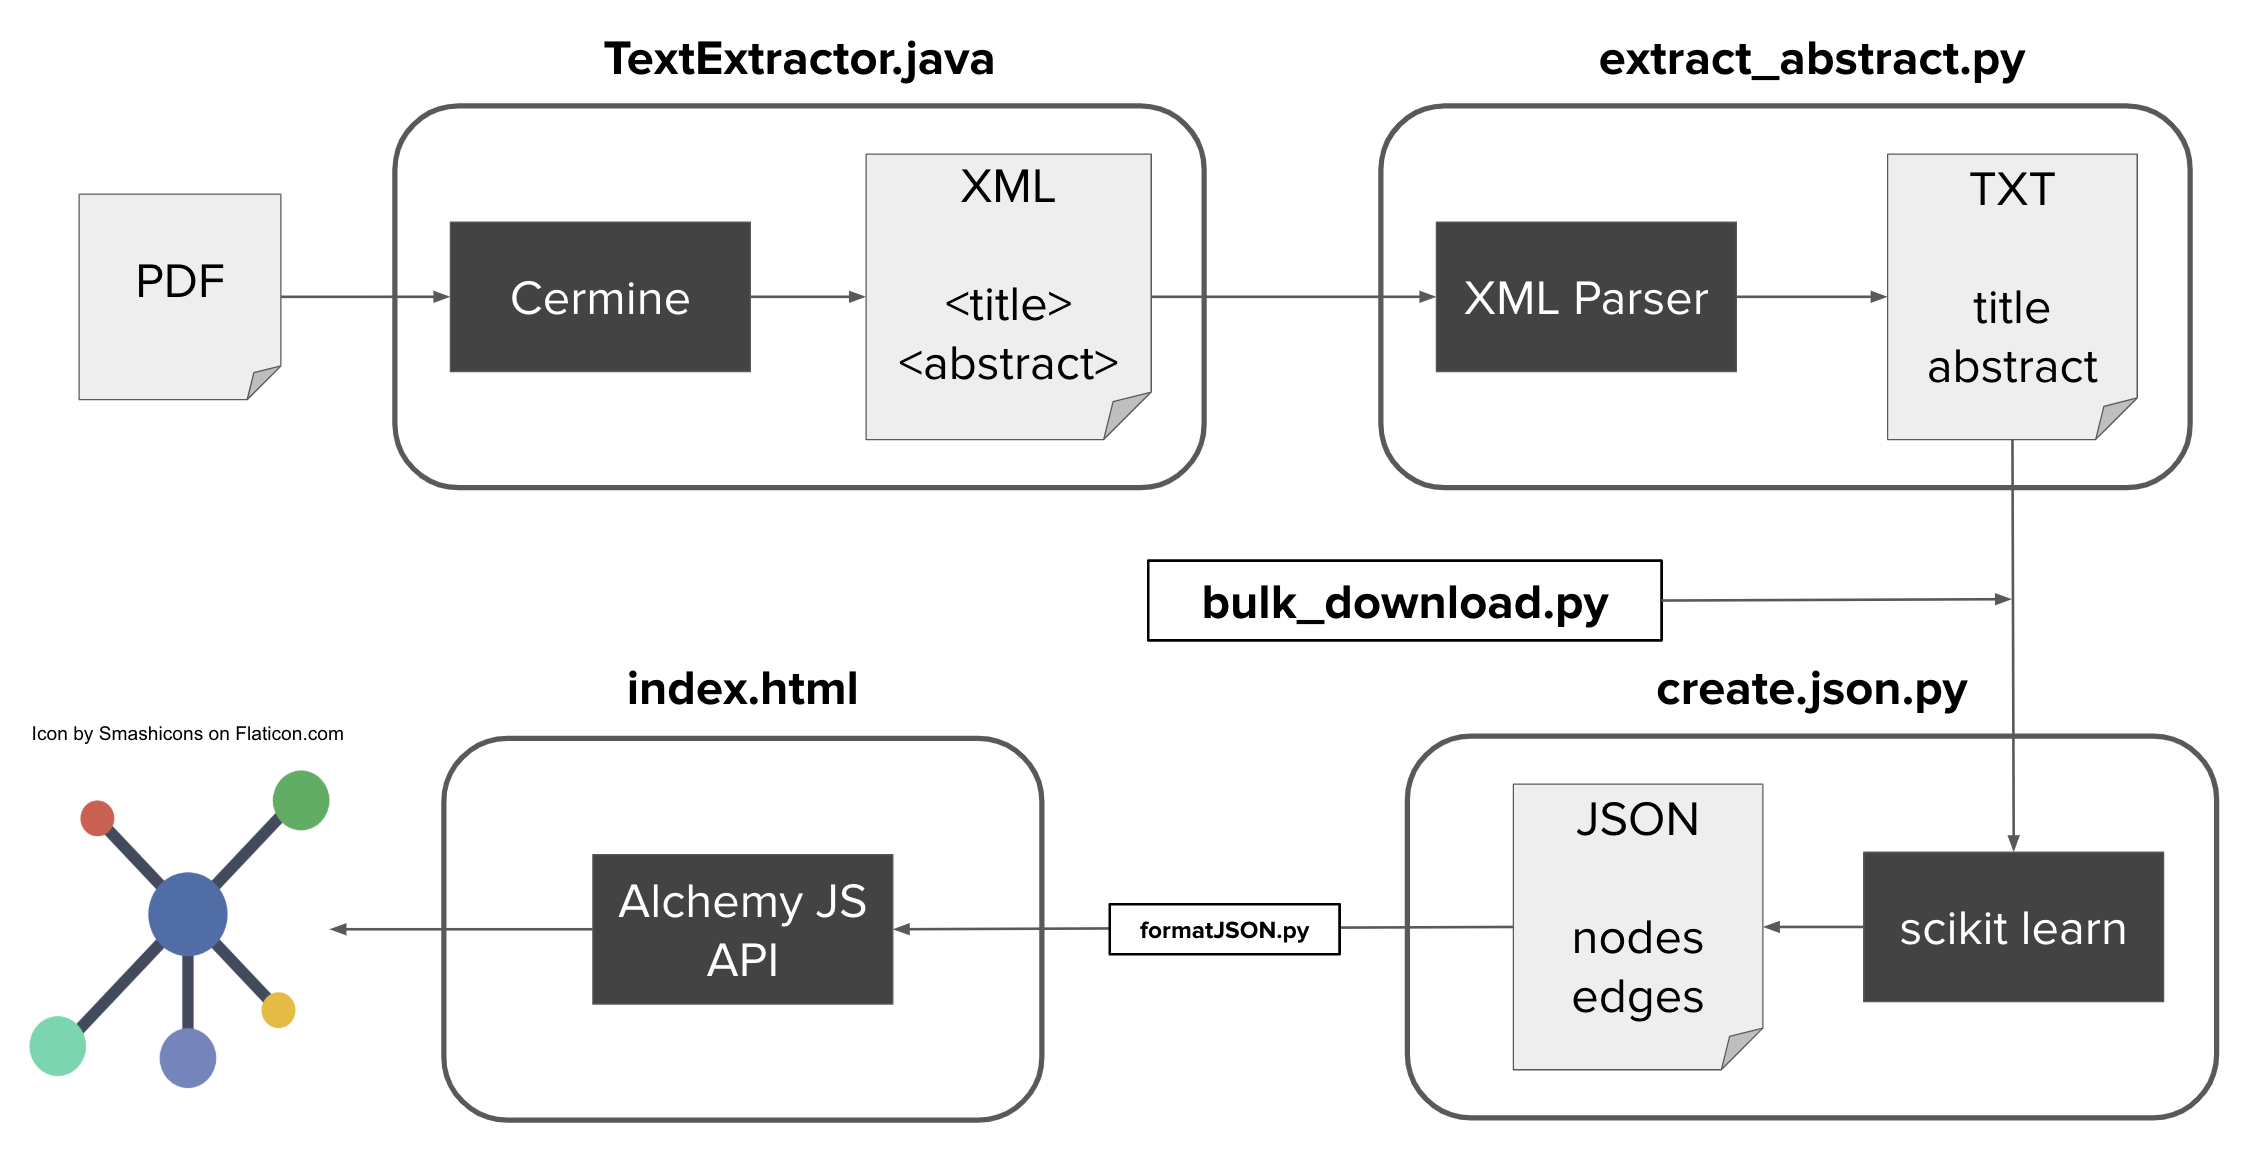 TextExtractor.java
extract_abstract.py
PDF
Cermine
XML
<title>
<abstract>
XML Parser
TXT
title
abstract
bulk_download.py
index.html
create.json.py
Icon by Smashicons on Flaticon.com
Alchemy JS
API
formatJSON.py
JSON
nodes
edges
scikit learn